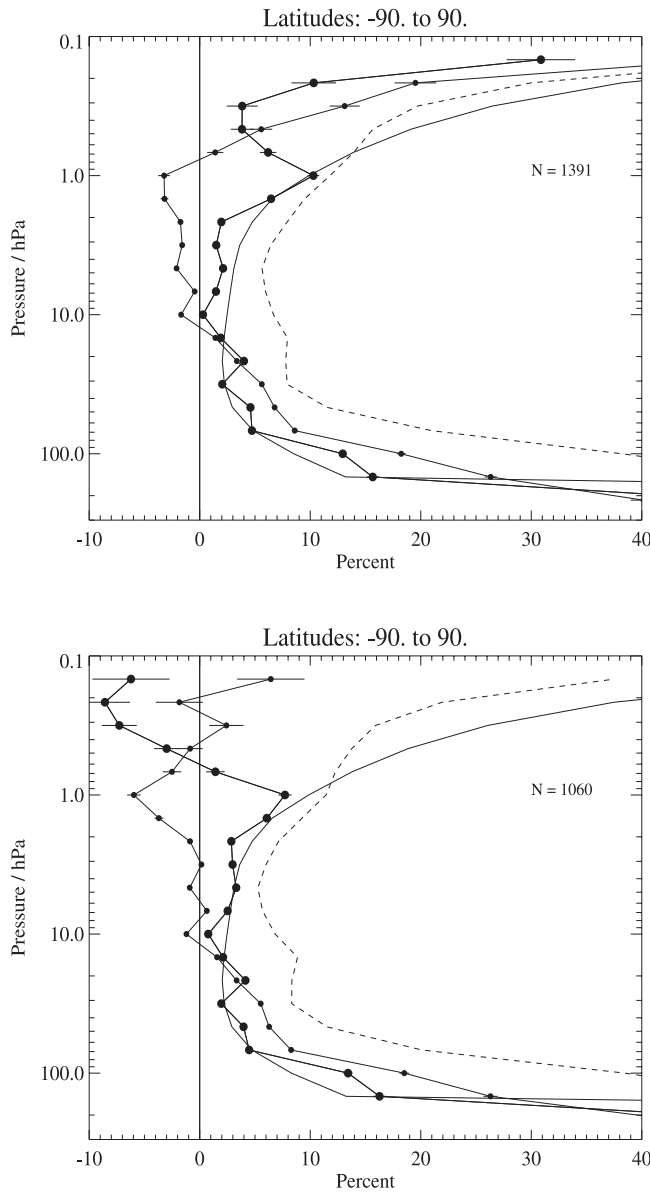 Latitudes: -90. to 90.
0.1
1.0
N = 1391
Pressure / hPa
10.0
100.0
-10 0 10 20 30 40
Percent
Latitudes: -90. to 90.
0.1
1.0
N = 1060
Pressure / hPa
10.0
100.0
-10 0 10 20 30 40
Percent